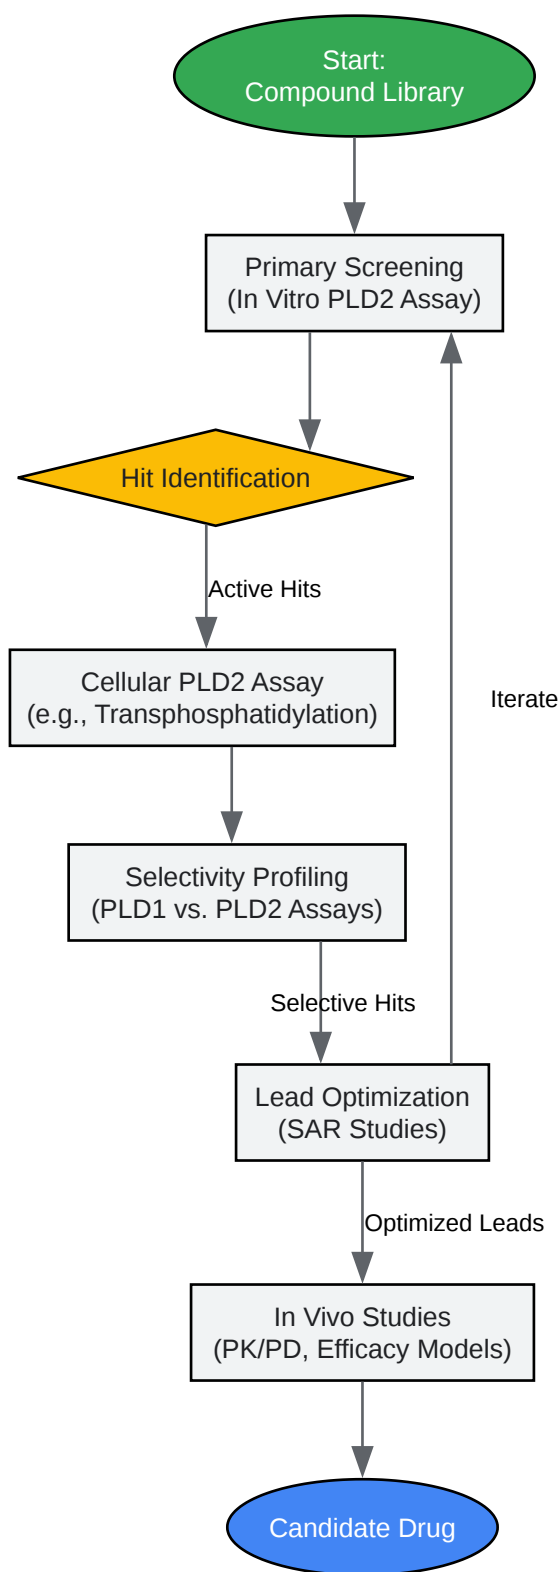 Start:
Compound Library
Primary Screening
(In Vitro PLD2 Assay)
Hit Identification
Active Hits
Cellular PLD2 Assay
(e.g., Transphosphatidylation)
Iterate
Selectivity Profiling
(PLD1 vs. PLD2 Assays)
Selective Hits
Lead Optimization
(SAR Studies)
Optimized Leads
In Vivo Studies
(PK/PD, Efficacy Models)
Candidate Drug